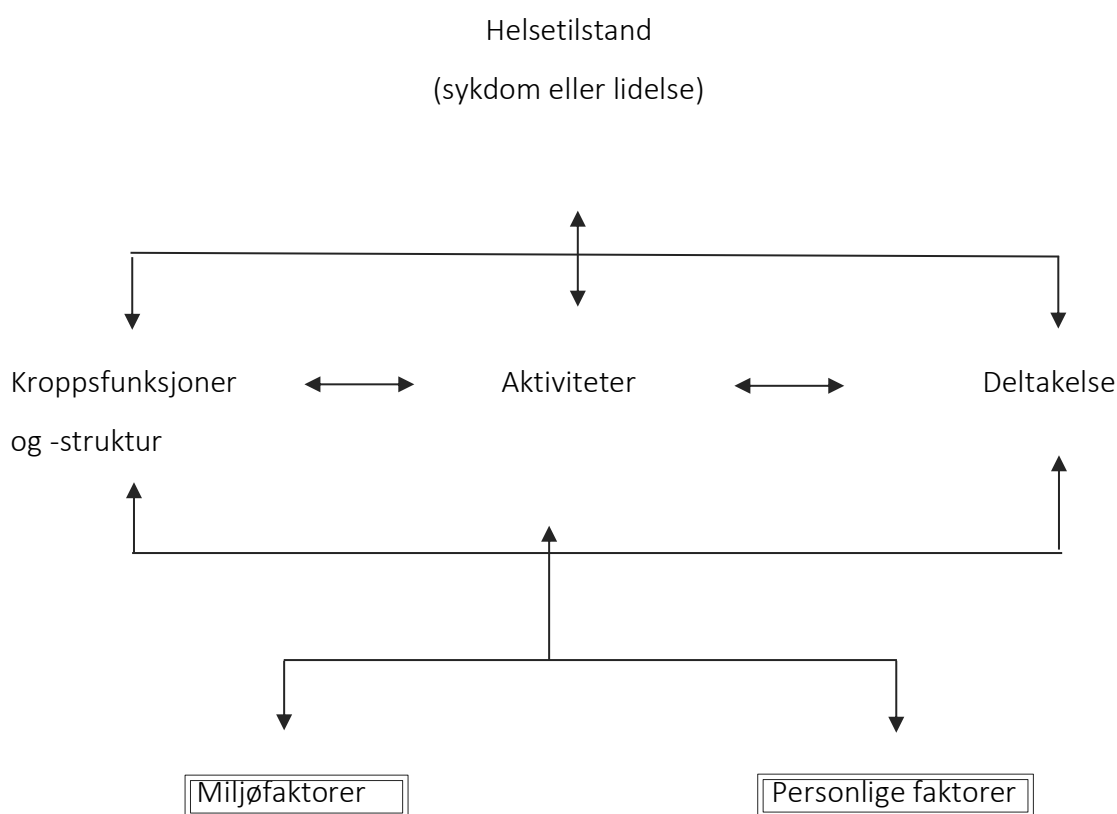 Helsetilstand
(sykdom eller lidelse)
Kroppsfunksjoner
og -struktur
Aktiviteter
Deltakelse
Miljøfaktorer
Personlige faktorer